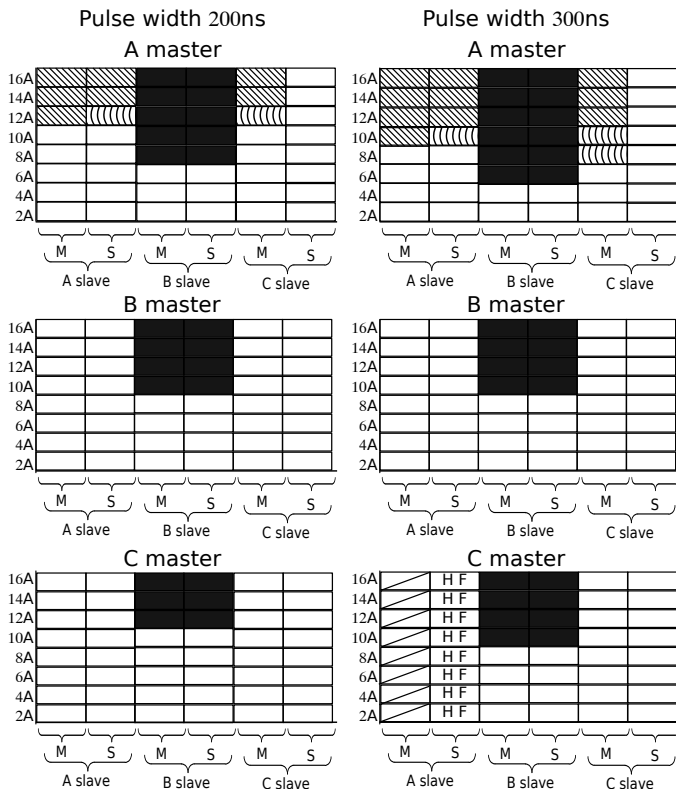 Pulse width 200ns
A master
16A
14A
12A
10A
8A
6A
4A
2A
M S M S M S
A slave B slave C slave
Pulse width 300ns
A master
16A
14A
12A
10A
8A
6A
4A
2A
M S M S M S
A slave B slave C slave
B master
16A
14A
12A
10A
8A
6A
4A
2A
M S M S M S
A slave B slave C slave
B master
16A
14A
12A
10A
8A
6A
4A
2A
M S M S M S
A slave B slave C slave
C master
16A
14A
12A
10A
8A
6A
4A
2A
M S M S M S
A slave B slave C slave
C master
16A H F
14A H F
12A H F
10A H F
8A H F
6A H F
4A H F
2A H F
M S M S M S
A slave B slave C slave